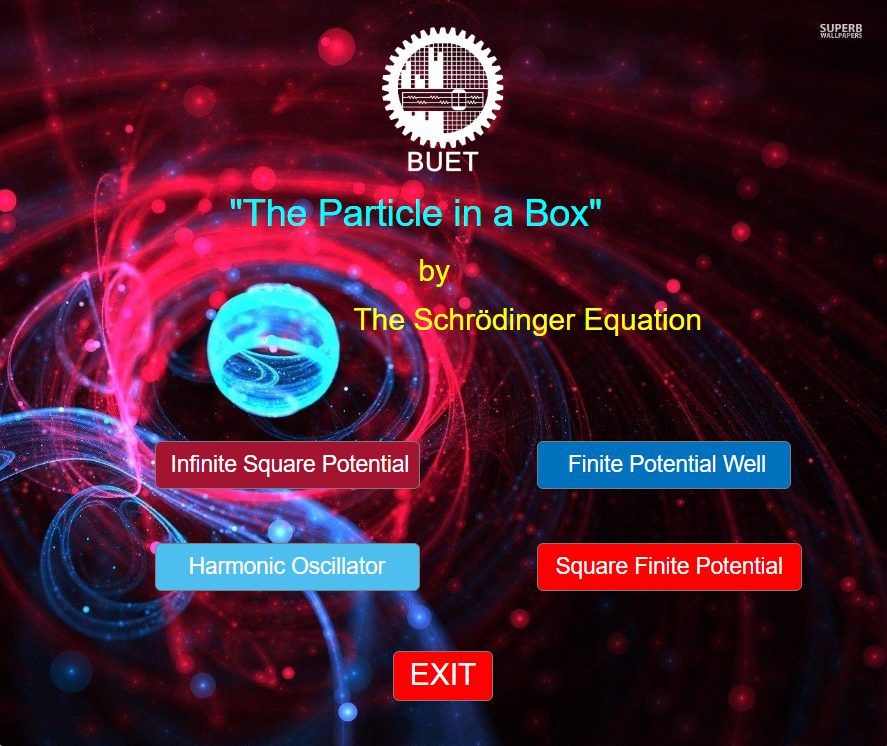 SUPERB
WALLPAPERS
BUET
"The Particle in a Box"
by
The Schrödinger Equation
Infinite Square Potential
Finite Potential Well
Harmonic Oscillator
Square Finite Potential
EXIT